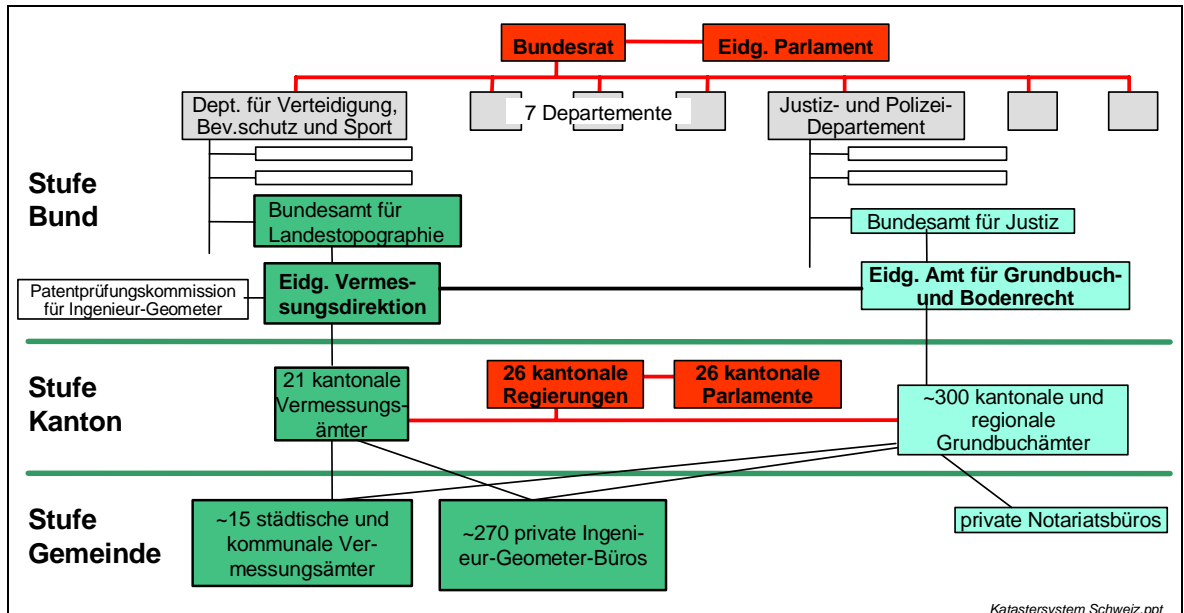 Bundesrat
Eidg. Parlament
Dept. für Verteidigung,
Bev.schutz und Sport
7 Departemente
Justiz- und Polizei-
Departement
Stufe
Bund
Bundesamt für
Landestopographie
Bundesamt für Justiz
Patentprüfungskommission
für Ingenieur-Geometer
Eidg. Vermes-
sungsdirektion
Eidg. Amt für Grundbuch-
und Bodenrecht
Stufe
Kanton
21 kantonale
Vermessungs-
ämter
26 kantonale
Regierungen
26 kantonale
Parlamente
~300 kantonale und
regionale
Grundbuchämter
Stufe
Gemeinde
~15 städtische und
kommunale Ver-
messungsämter
~270 private Ingeni-
eur-Geometer-Büros
private Notariatsbüros
Katastersystem Schweiz.ppt